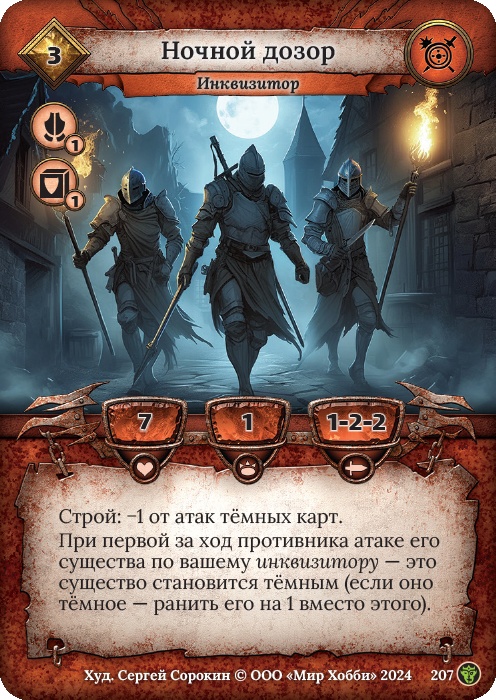 3
Ночной дозор
Инквизитор
1
1
7
1
1-2-2
Строй: −1 от атак тёмных карт.
При первой за ход противника атаке его
существа по вашему инквизитору — это
существо становится тёмным (если оно
тёмное — ранить его на 1 вместо этого).
Худ. Сергей Сорокин © ООО «Мир Хобби» 2024 207